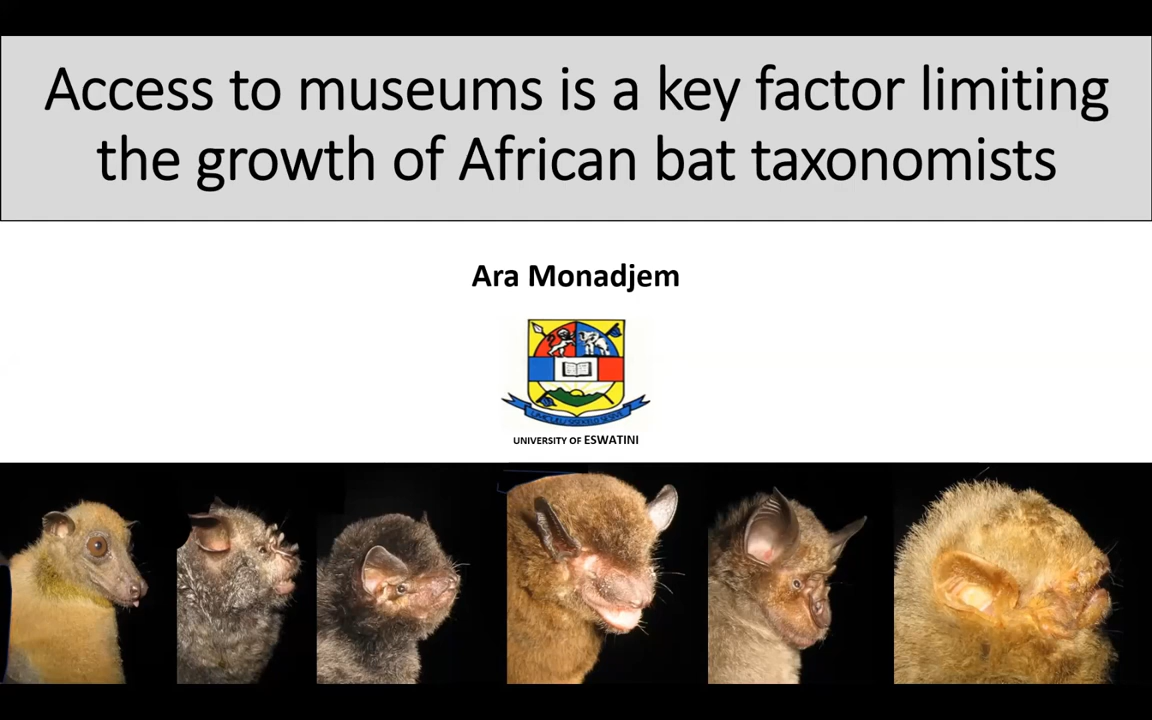 Access to museums is a key factor limiting
the growth of African bat taxonomists
Ara Monadjem
UNIVERSITY OF ESWATINI